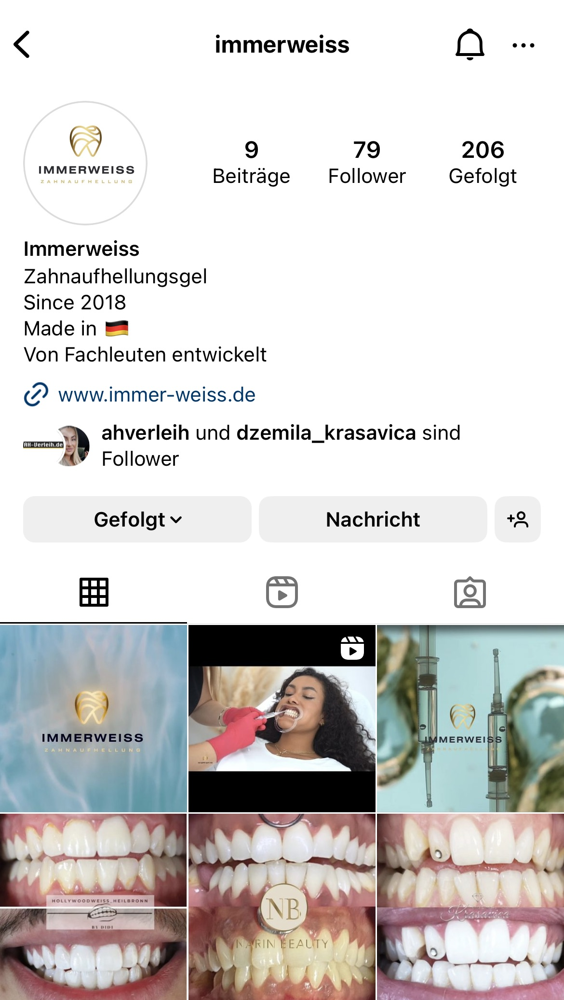 immerweiss
IMMERWEISS
ZAHNAUFHELLUNG
9
Beiträge
79
Follower
206
Gefolgt
Immerweiss
Zahnaufhellungsgel
Since 2018
Made in 🇩🇪
Von Fachleuten entwickelt
www.immer-weiss.de
AH-Verleih.de
ahverleih und dzemila_krasavica sind
Follower
Gefolgt
Nachricht
IMMERWEISS
ZAHNAUFHELLUNG
IMMERWEISS
ZAHNAUFHELLUNG
HOLLYWOODWEISS_HEILBRONN
BY DIDI
NB
NARIN BEAUTY
Krasavica